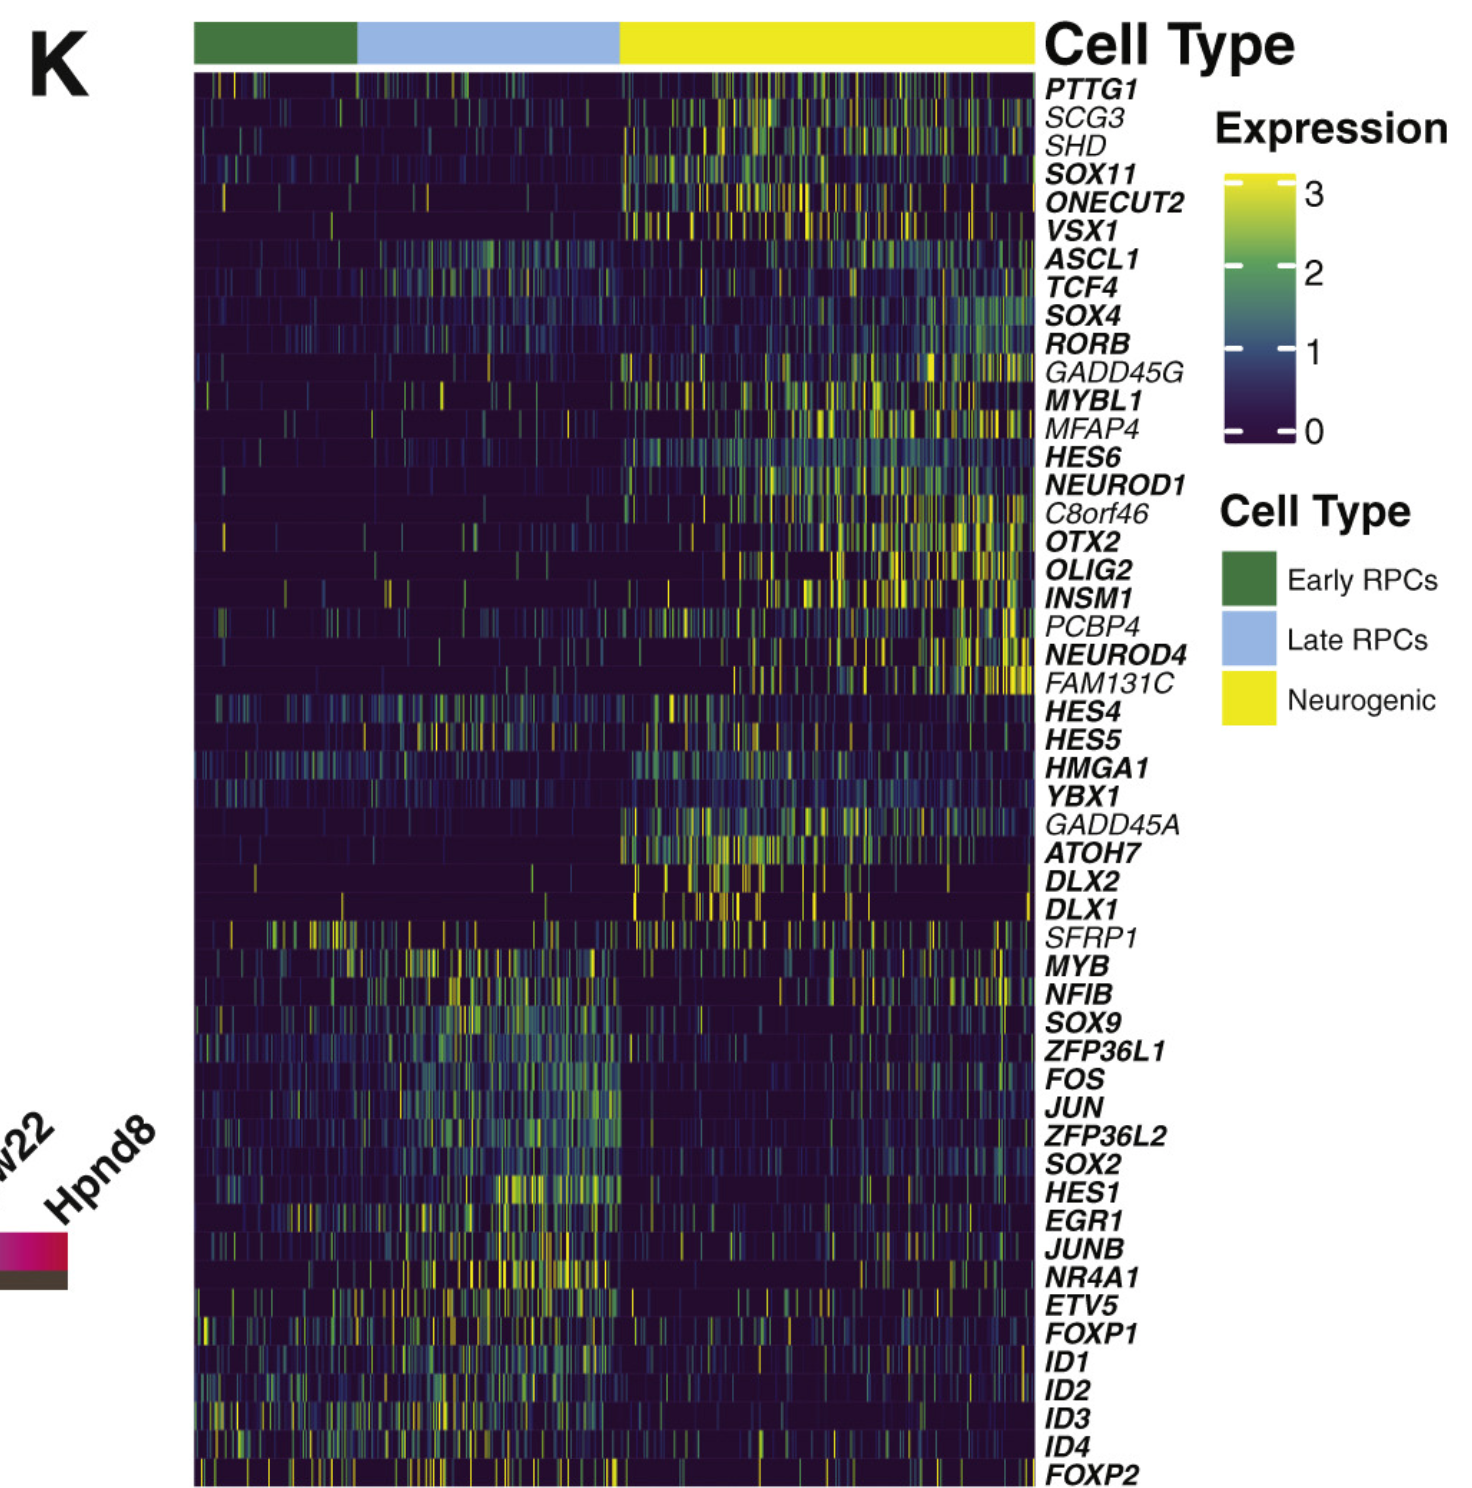 K
Cell Type
PTTG1
SCG3
SHD
SOX11
ONECUT2
VSX1
ASCL1
TCF4
SOX4
RORB
GADD45G
MYBL1
MFAP4
HES6
NEUROD1
C8orf46
OTX2
OLIG2
INSM1
PCBP4
NEUROD4
FAM131C
HES4
HES5
HMGA1
YBX1
GADD45A
ATOH7
DLX2
DLX1
SFRP1
MYB
NFIB
SOX9
ZFP36L1
FOS
JUN
ZFP36L2
SOX2
HES1
EGR1
JUNB
NR4A1
ETV5
FOXP1
ID1
ID2
ID3
ID4
FOXP2
Expression
3
2
1
0
Cell Type
Early RPCs
Late RPCs
Neurogenic
w22
Hpnd8